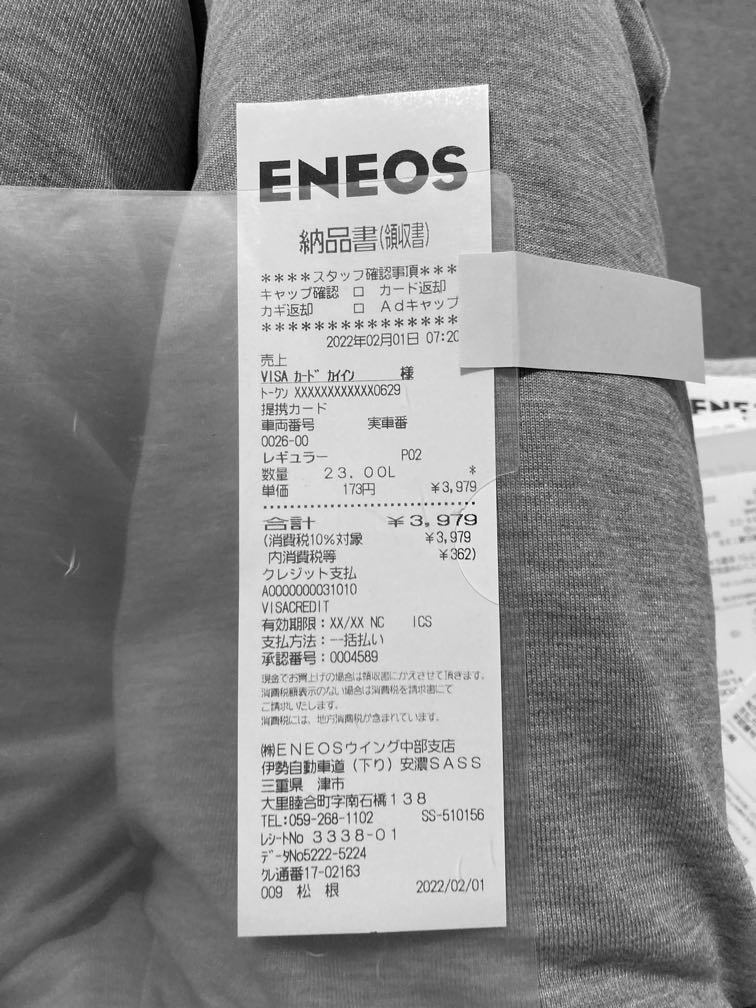 ENEOS
納品書(領収書)
****スタッフ確認事項***
キャップ確認 □ カード返却
カギ返却 □ Adキャップ
***************
2022年02月01日 07:20
売上
VISA カード カイイン 様
トークン XXXXXXXXXXXX0629
提携カード
車両番号 実車番
0026-00
レギュラー P02
数量 23.00L *
単価 173円 ¥3,979
合計 ¥3,979
(消費税10%対象 ¥3,979
内消費税等 ¥362)
クレジット支払
A0000000031010
VISACREDIT
有効期限:XX/XX NC ICS
支払方法:一括払い
承認番号:0004589
現金でお買上げの場合は領収書にかえさせて頂きます。
消費税額表示のない場合は消費税を請求書にて
ご請求いたします。
消費税には、地方消費税が含まれています。
㈱ENEOSウイング中部支店
伊勢自動車道(下り)安濃SASS
三重県 津市
大里睦合町字南石橋138
TEL:059-268-1102 SS-510156
レシートNo 3338-01
データNo5222-5224
クレ通番17-02163
009 松 根 2022/02/01